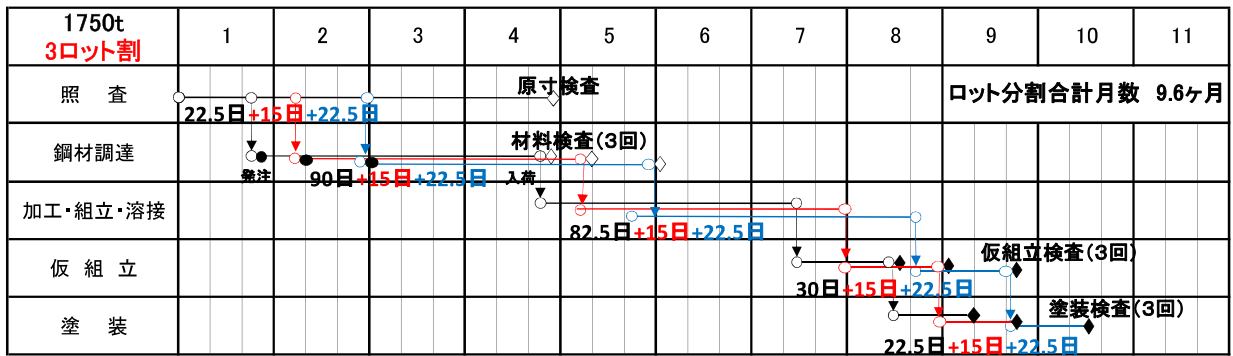 1750t
3ロット割
1 2 3 4 5 6 7 8 9 10 11
照 査
原寸検査
ロット分割合計月数 9.6ヶ月
22.5日+15日+22.5日
鋼材調達
材料検査(3回)
発注
90日+15日+22.5日
入荷
加工・組立・溶接
82.5日+15日+22.5日
仮 組 立
仮組立検査(3回)
30日+15日+22.5日
塗 装
塗装検査(3回)
22.5日+15日+22.5日